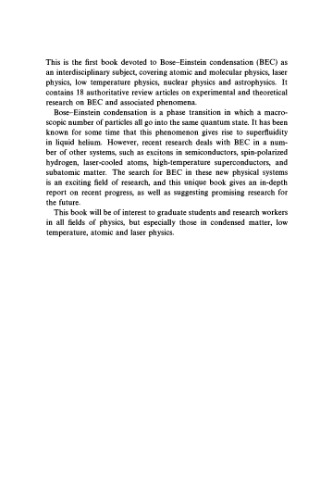 This is the first book devoted to Bose–Einstein condensation (BEC) as
an interdisciplinary subject, covering atomic and molecular physics, laser
physics, low temperature physics, nuclear physics and astrophysics. It
contains 18 authoritative review articles on experimental and theoretical
research on BEC and associated phenomena.
Bose–Einstein condensation is a phase transition in which a macro-
scopic number of particles all go into the same quantum state. It has been
known for some time that this phenomenon gives rise to superfluidity
in liquid helium. However, recent research deals with BEC in a num-
ber of other systems, such as excitons in semiconductors, spin-polarized
hydrogen, laser-cooled atoms, high-temperature superconductors, and
subatomic matter. The search for BEC in these new physical systems
is an exciting field of research, and this unique book gives an in-depth
report on recent progress, as well as suggesting promising research for
the future.
This book will be of interest to graduate students and research workers
in all fields of physics, but especially those in condensed matter, low
temperature, atomic and laser physics.